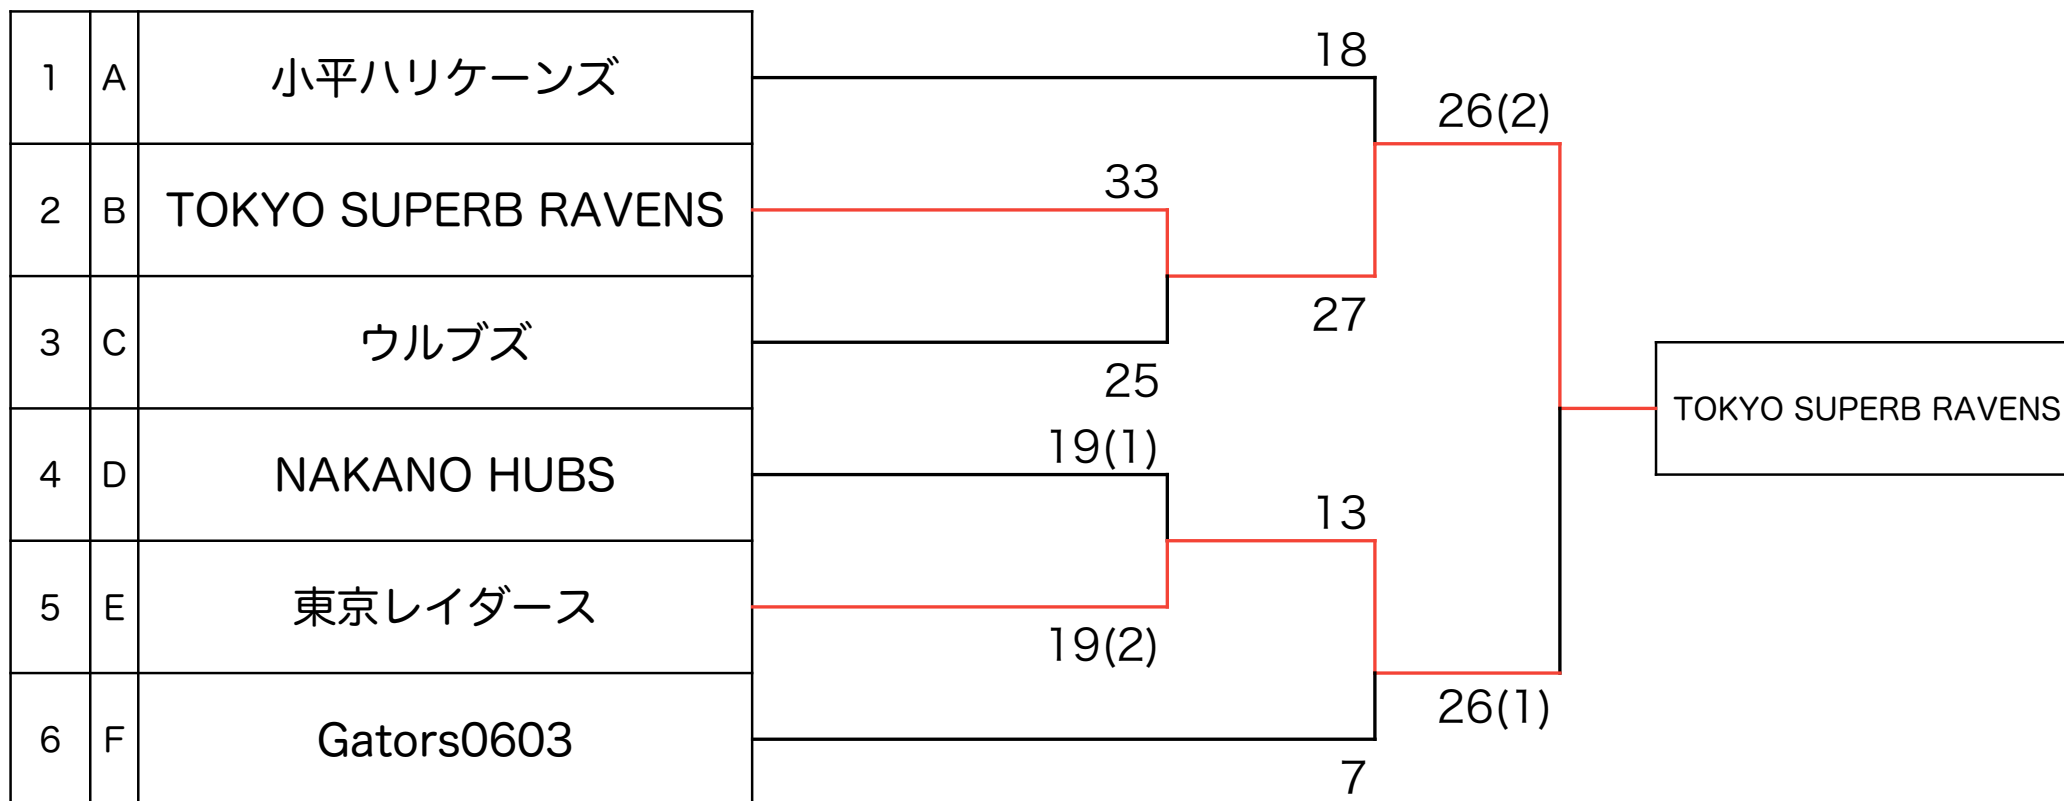 1 A 小平ハリケーンズ
18
26(2)
2 B TOKYO SUPERB RAVENS
33
27
3 C ウルブズ
25
TOKYO SUPERB RAVENS
4 D NAKANO HUBS
19(1)
13
5 E 東京レイダース
19(2)
26(1)
6 F Gators0603
7